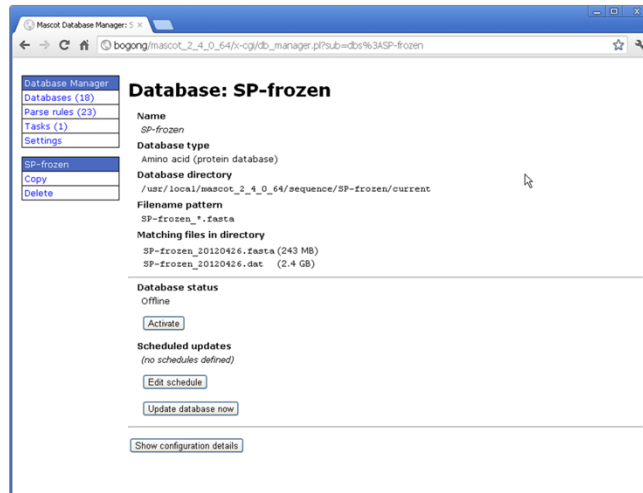 Mascot Database Manager: S
bogong/mascot_2_4_0_64/x-cgi/db_manager.pl?sub=dbs%3ASP-frozen
Database Manager
Databases (18)
Parse rules (23)
Tasks (1)
Settings
SP-frozen
Copy
Delete
Database: SP-frozen
Name
SP-frozen
Database type
Amino acid (protein database)
Database directory
/usr/local/mascot_2_4_0_64/sequence/SP-frozen/current
Filename pattern
SP-frozen_*.fasta
Matching files in directory
SP-frozen_20120426.fasta (243 MB)
SP-frozen_20120426.dat (2.4 GB)
Database status
Offline
Activate
Scheduled updates
(no schedules defined)
Edit schedule
Update database now
Show configuration details